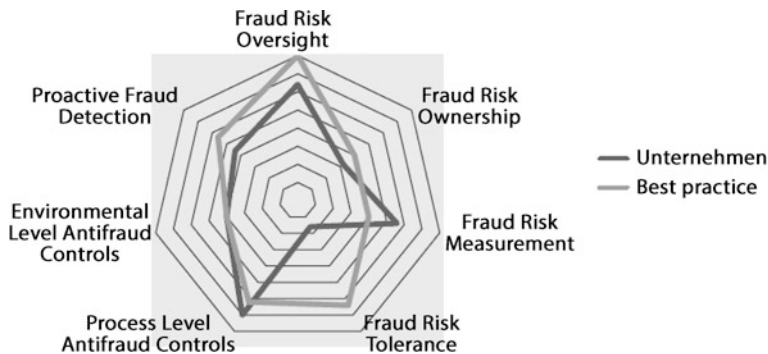 Fraud Risk
Oversight
Proactive Fraud
Detection
Fraud Risk
Ownership
Unternehmen
Best practice
Environmental
Level Antifraud
Controls
Fraud Risk
Measurement
Process Level
Antifraud Controls
Fraud Risk
Tolerance